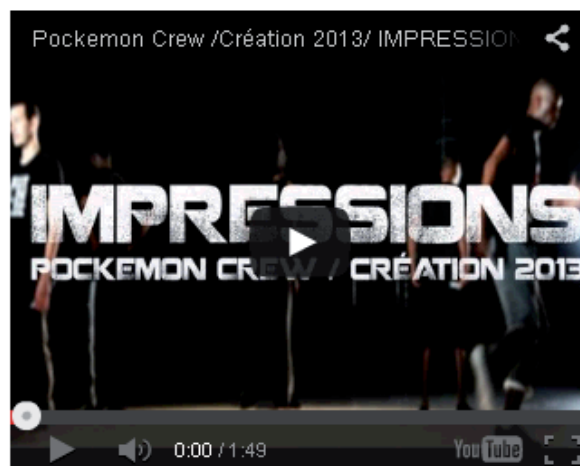 Pockemon Crew /Création 2013/ IMPRESSION
IMPRESSIONS
POCKEMON CREW / CRÉATION 2013
0:00 / 1:49
YouTube